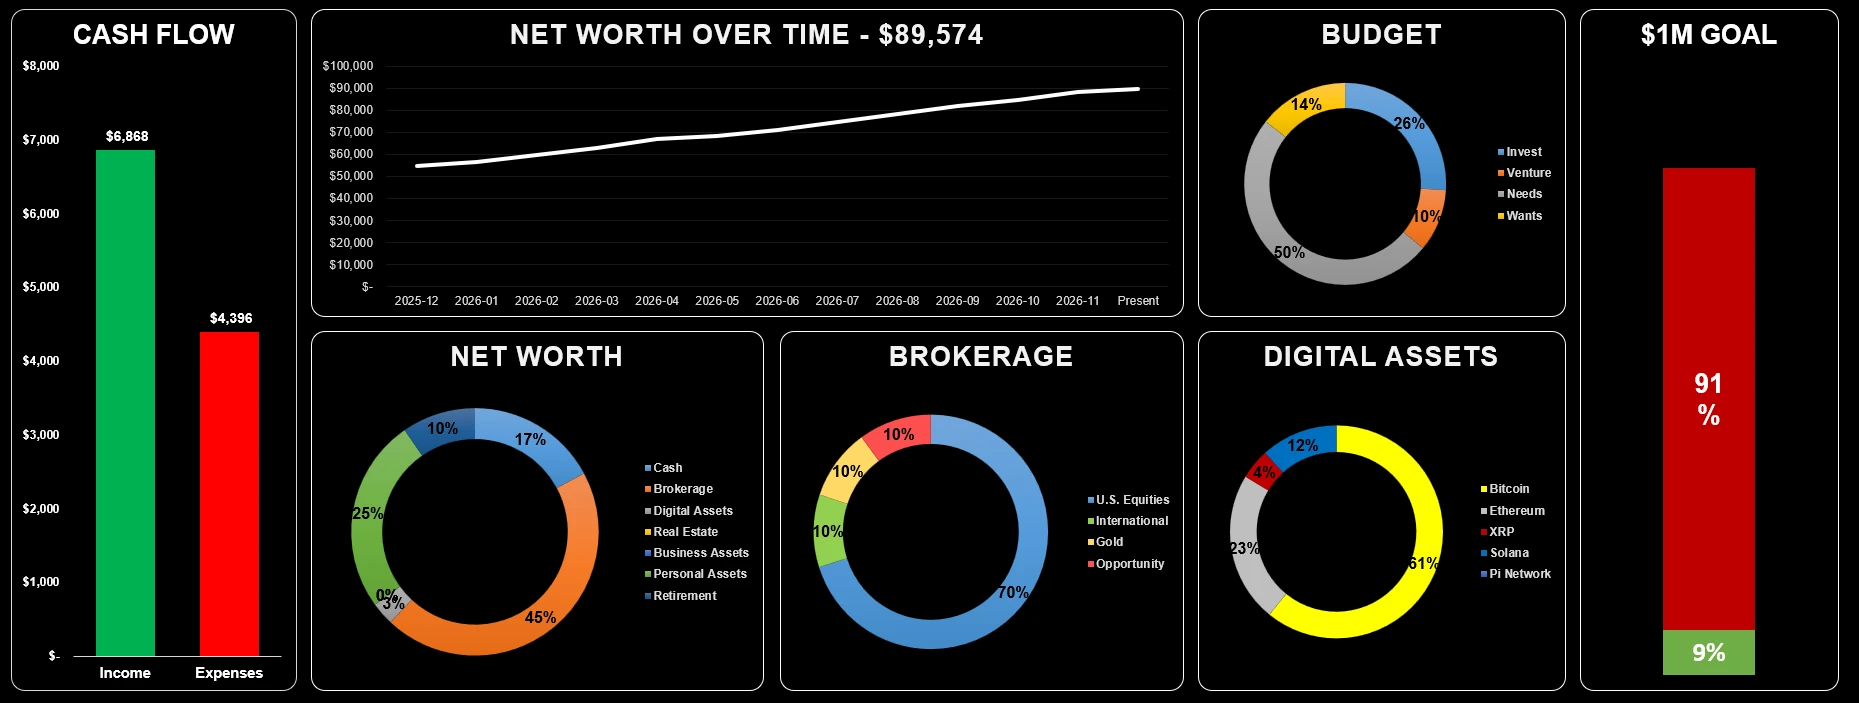 CASH FLOW
$8,000
$7,000
$6,000
$5,000
$4,000
$3,000
$2,000
$1,000
$-
$6,868
$4,396
Income Expenses
NET WORTH OVER TIME - $89,574
$100,000
$90,000
$80,000
$70,000
$60,000
$50,000
$40,000
$30,000
$20,000
$10,000
$-
2025-12 2026-01 2026-02 2026-03 2026-04 2026-05 2026-06 2026-07 2026-08 2026-09 2026-10 2026-11 Present
BUDGET
14%
26%
10%
50%
Invest
Venture
Needs
Wants
$1M GOAL
91
%
9%
NET WORTH
10%
17%
25%
0%
3%
45%
Cash
Brokerage
Digital Assets
Real Estate
Business Assets
Personal Assets
Retirement
BROKERAGE
10%
10%
10%
70%
U.S. Equities
International
Gold
Opportunity
DIGITAL ASSETS
12%
4%
23%
61%
Bitcoin
Ethereum
XRP
Solana
Pi Network